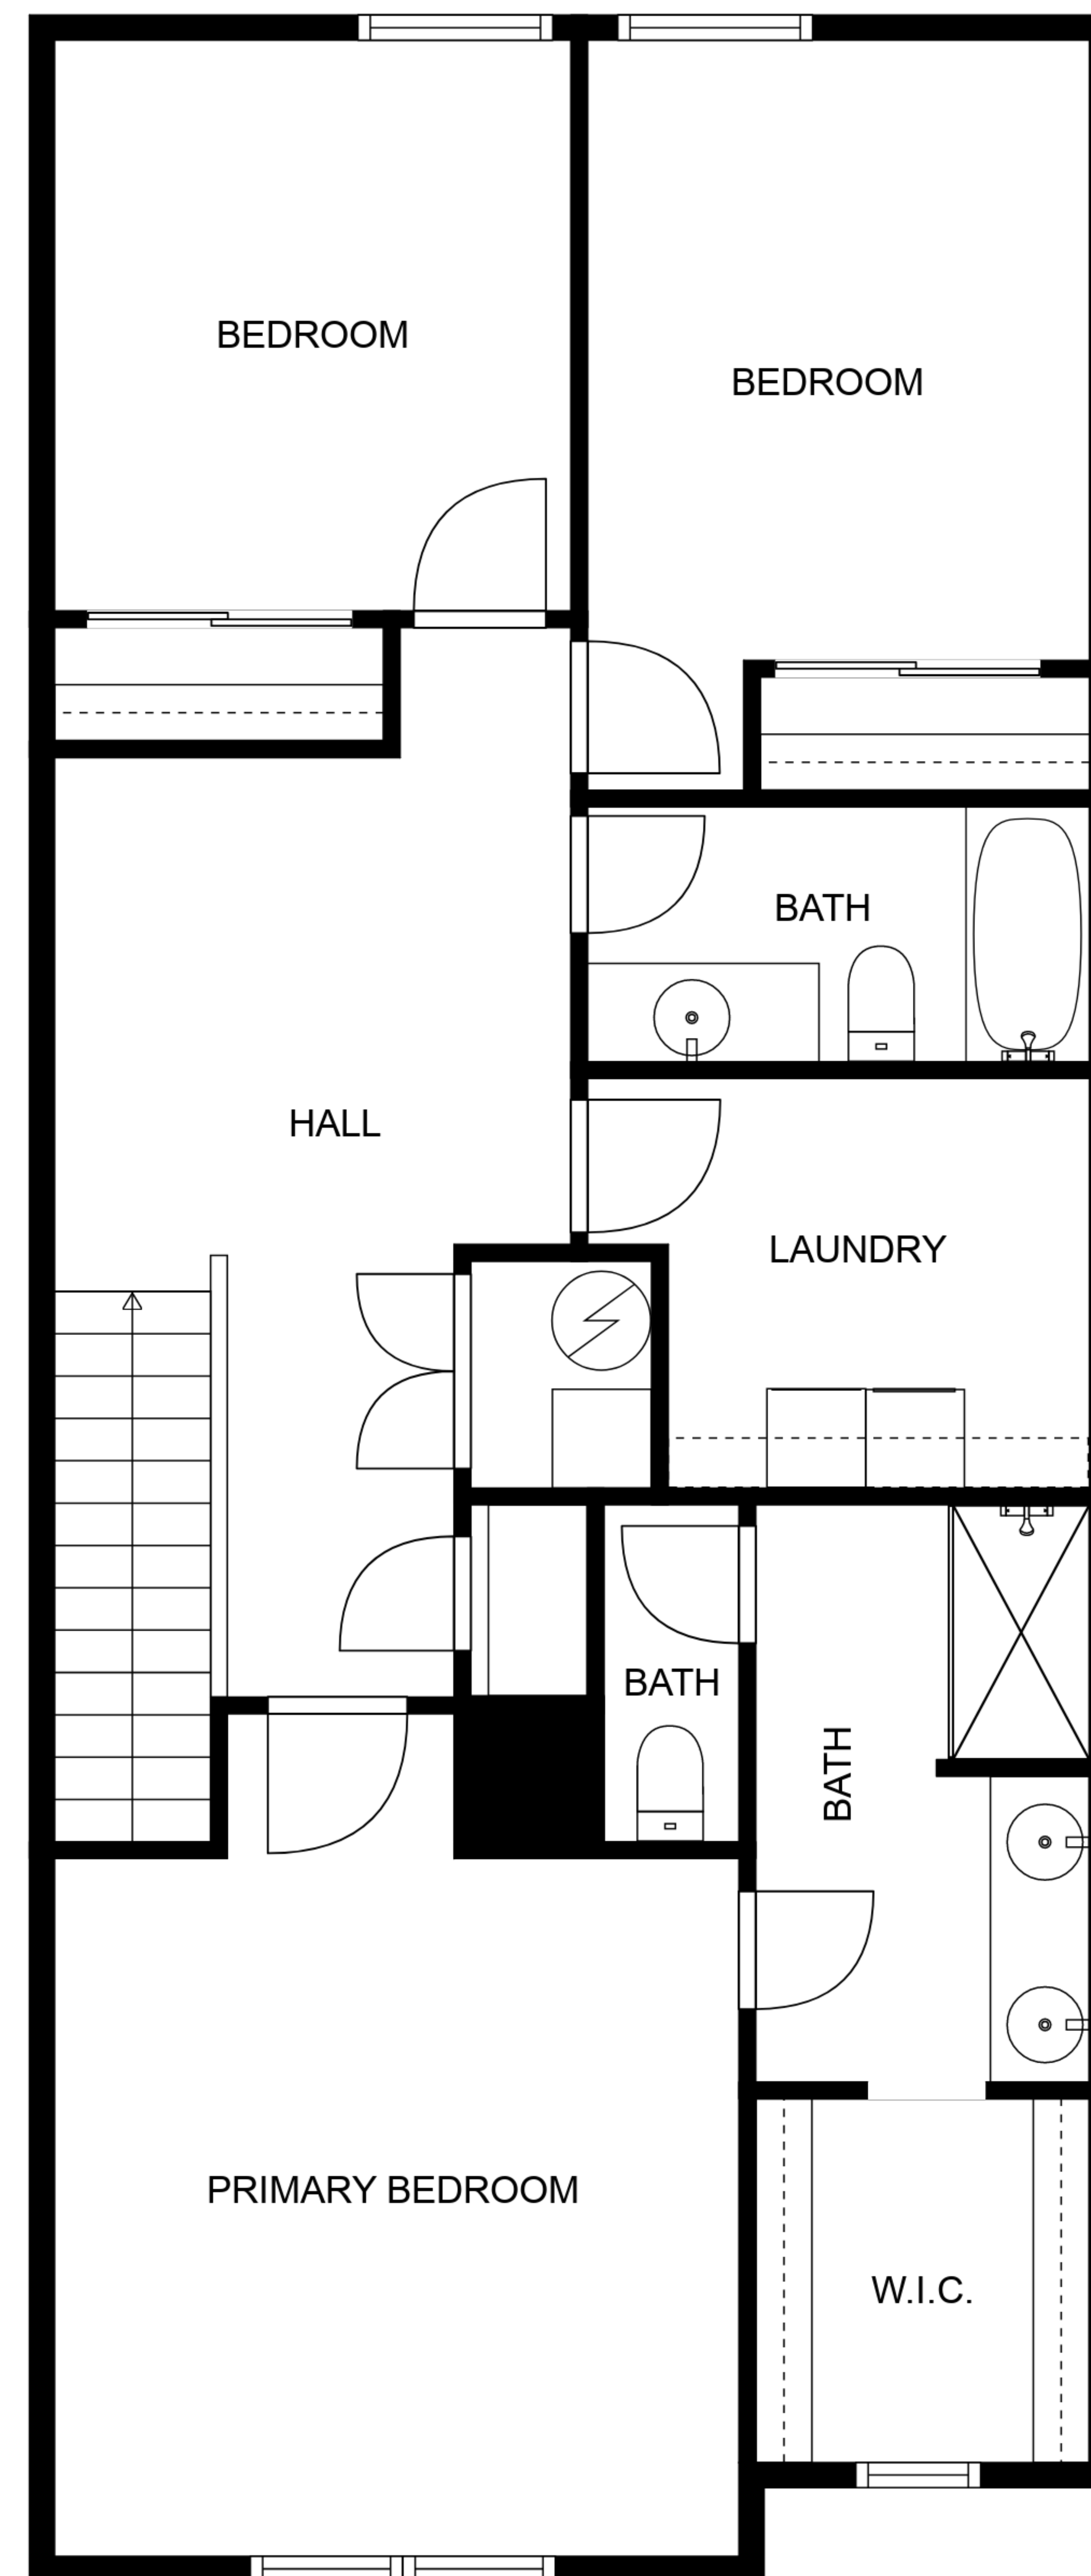 BEDROOM
BEDROOM
BATH
HALL
LAUNDRY
BATH
BATH
PRIMARY BEDROOM
W.I.C.